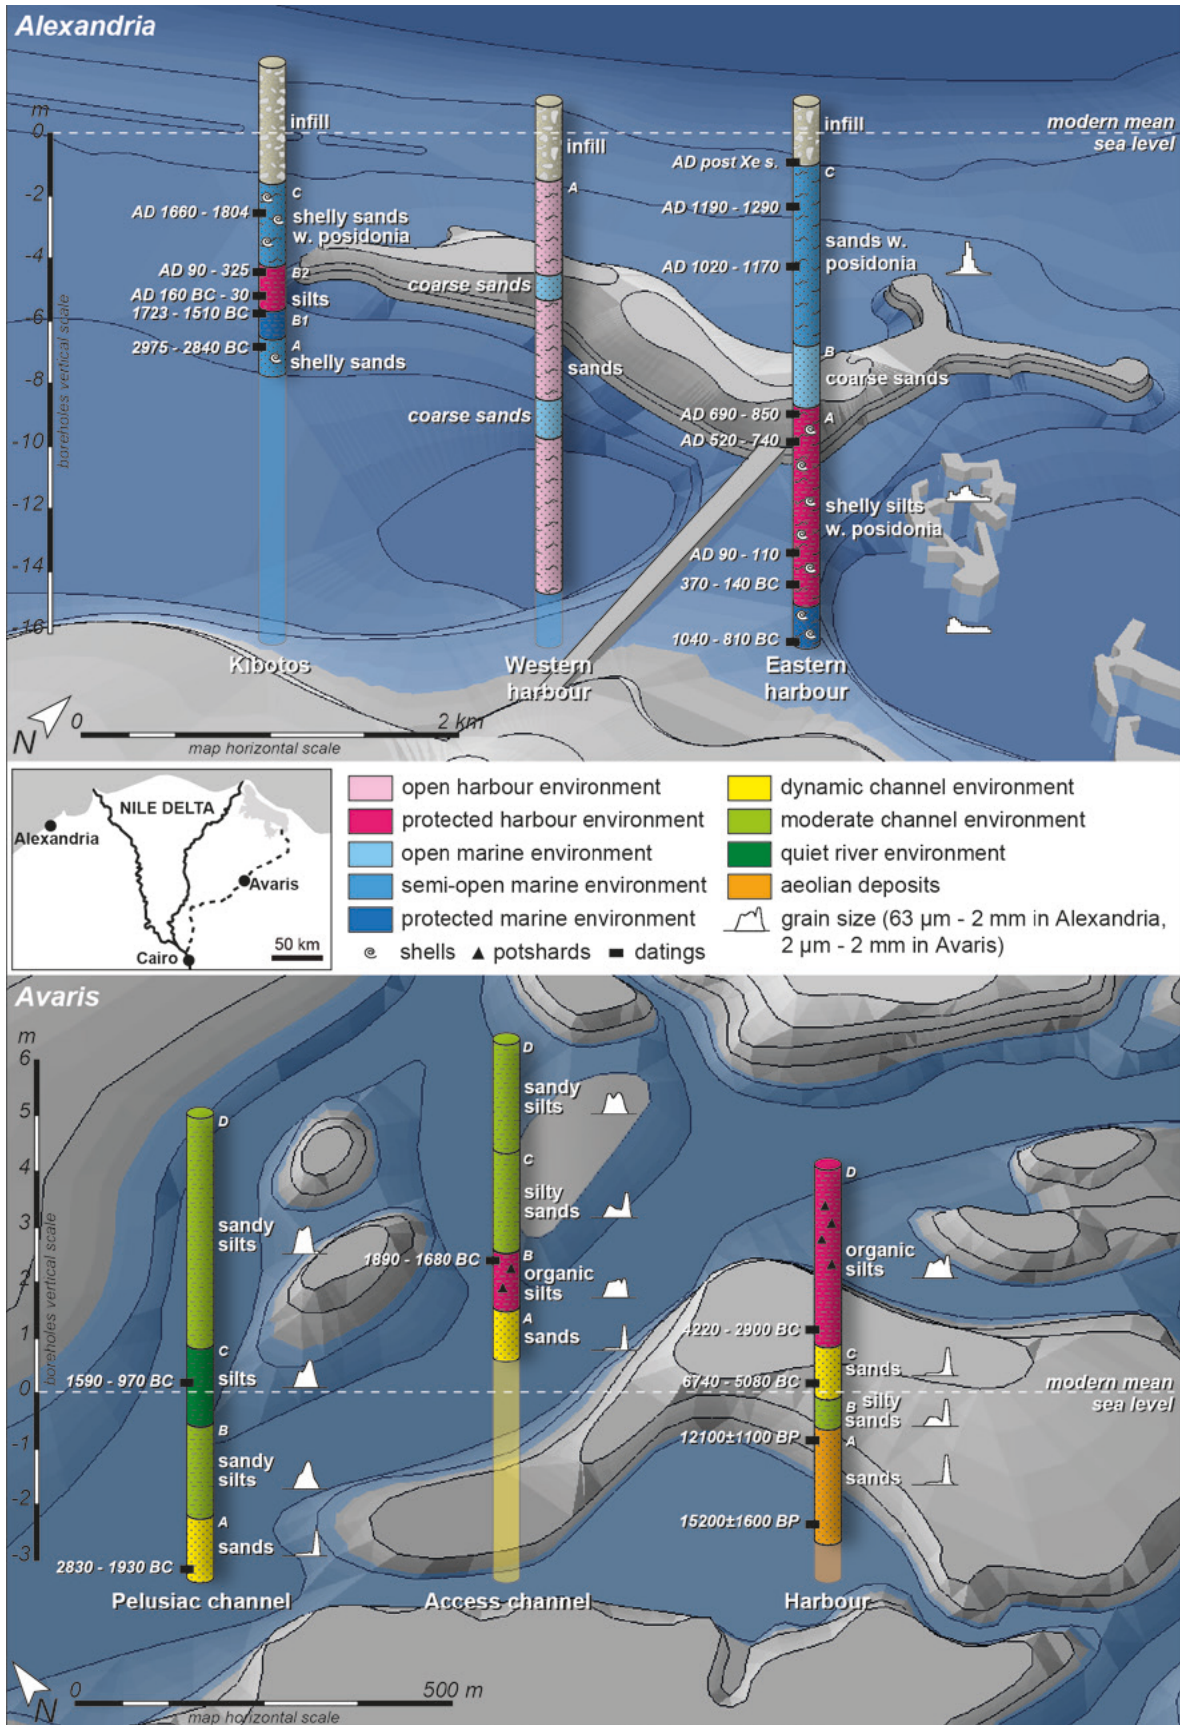 Alexandria
m
0
-2
-4
-6
-8
-10
-12
-14
-16
boreholes vertical scale
infill
C
AD 1660 - 1804
shelly sands
w. posidonia
AD 90 - 325
B2
AD 160 BC - 30
silts
1723 - 1510 BC
B1
2975 - 2840 BC
A
shelly sands
Kibotos
infill
A
coarse sands
sands
coarse sands
Western
harbour
infill
modern mean
sea level
AD post Xe s.
C
AD 1190 - 1290
sands w.
posidonia
AD 1020 - 1170
B
coarse sands
AD 690 - 850
A
AD 520 - 740
shelly silts
w. posidonia
AD 90 - 110
370 - 140 BC
1040 - 810 BC
Eastern
harbour
N
0
2 km
map horizontal scale
NILE DELTA
Alexandria
Avaris
Cairo
50 km
open harbour environment
protected harbour environment
open marine environment
semi-open marine environment
protected marine environment
shells
potshards
datings
dynamic channel environment
moderate channel environment
quiet river environment
aeolian deposits
grain size (63 µm - 2 mm in Alexandria,
2 µm - 2 mm in Avaris)
Avaris
m
6
5
4
3
2
1
0
-1
-2
-3
boreholes vertical scale
D
sandy
silts
C
1590 - 970 BC
silts
B
sandy
silts
A
sands
2830 - 1930 BC
Pelusiac channel
D
sandy
silts
C
silty
sands
1890 - 1680 BC
B
organic
silts
A
sands
Access channel
D
organic
silts
4220 - 2900 BC
C
sands
6740 - 5080 BC
modern mean
sea level
B
silty
sands
12100±1100 BP
A
sands
15200±1600 BP
Harbour
N
0
500 m
map horizontal scale